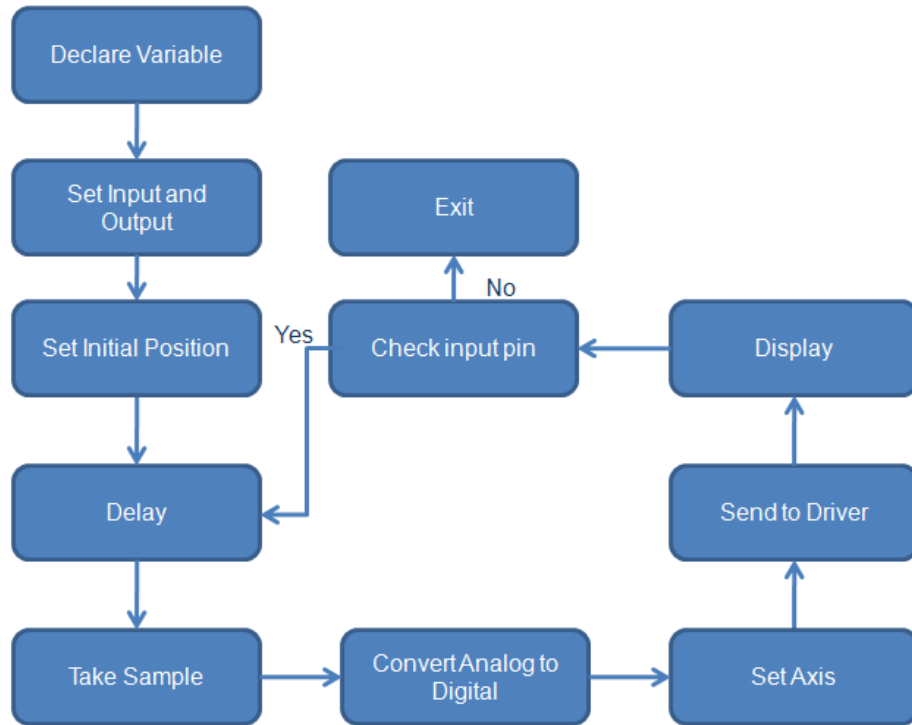 Declare Variable
Set Input and
Output
Exit
No
Set Initial Position
Yes
Check input pin
Display
Delay
Send to Driver
Take Sample
Convert Analog to
Digital
Set Axis